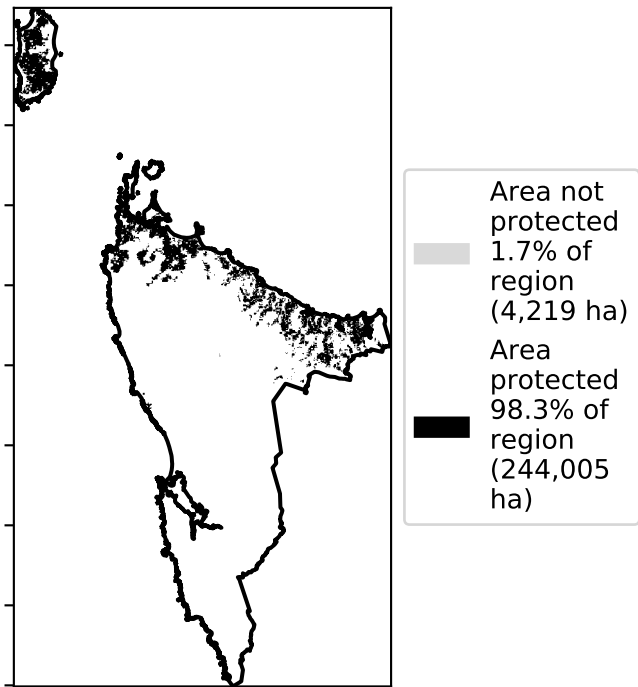 Area not
protected
1.7% of
region
(4,219 ha)
Area
protected
98.3% of
region
(244,005
ha)